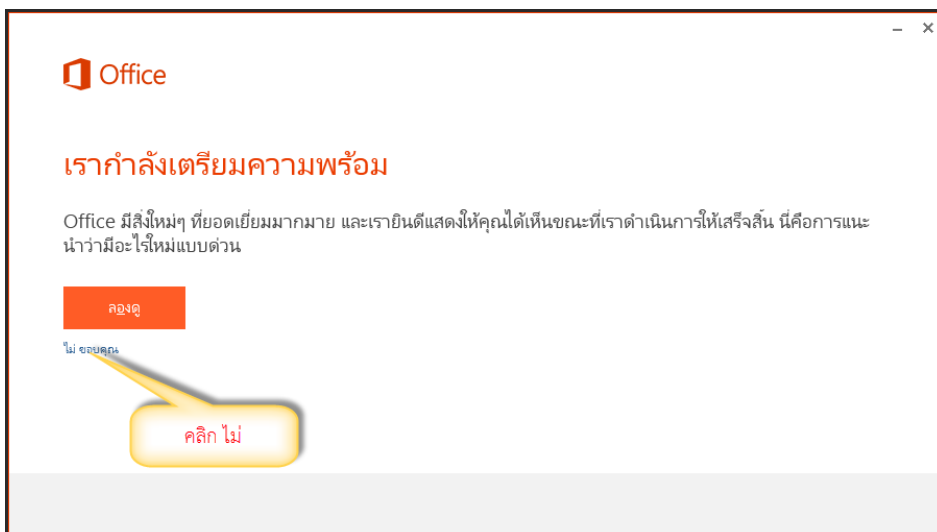 Office
เรากำลังเตรียมความพร้อม
Office มีสิ่งใหม่ๆ ที่ยอดเยี่ยมมากมาย และเรายินดีแสดงให้คุณได้เห็นขณะที่เราดำเนินการให้เสร็จสิ้น นี่คือการแนะ
นำว่ามีอะไรใหม่แบบด่วน
ลองดู
ไม่ ขอบคุณ
คลิก ไม่